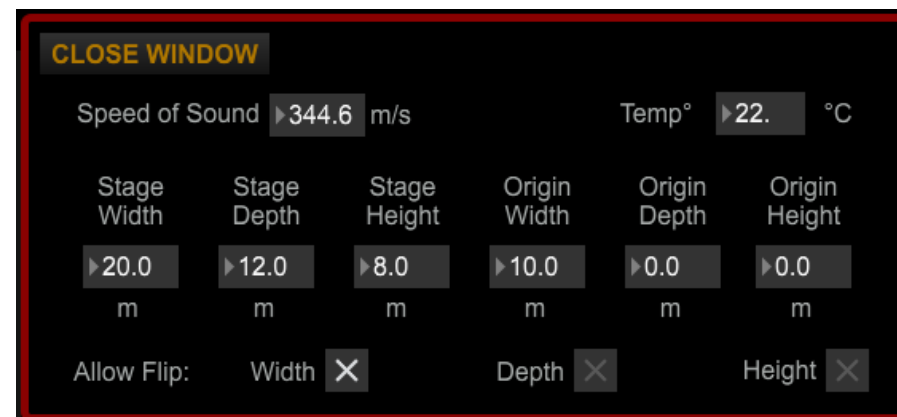 CLOSE WINDOW
Speed of Sound 344.6 m/s Temp° 22. °C
Stage Stage Stage Origin Origin Origin
Width Depth Height Width Depth Height
20.0 12.0 8.0 10.0 0.0 0.0
m m m m m m
Allow Flip: Width Depth Height